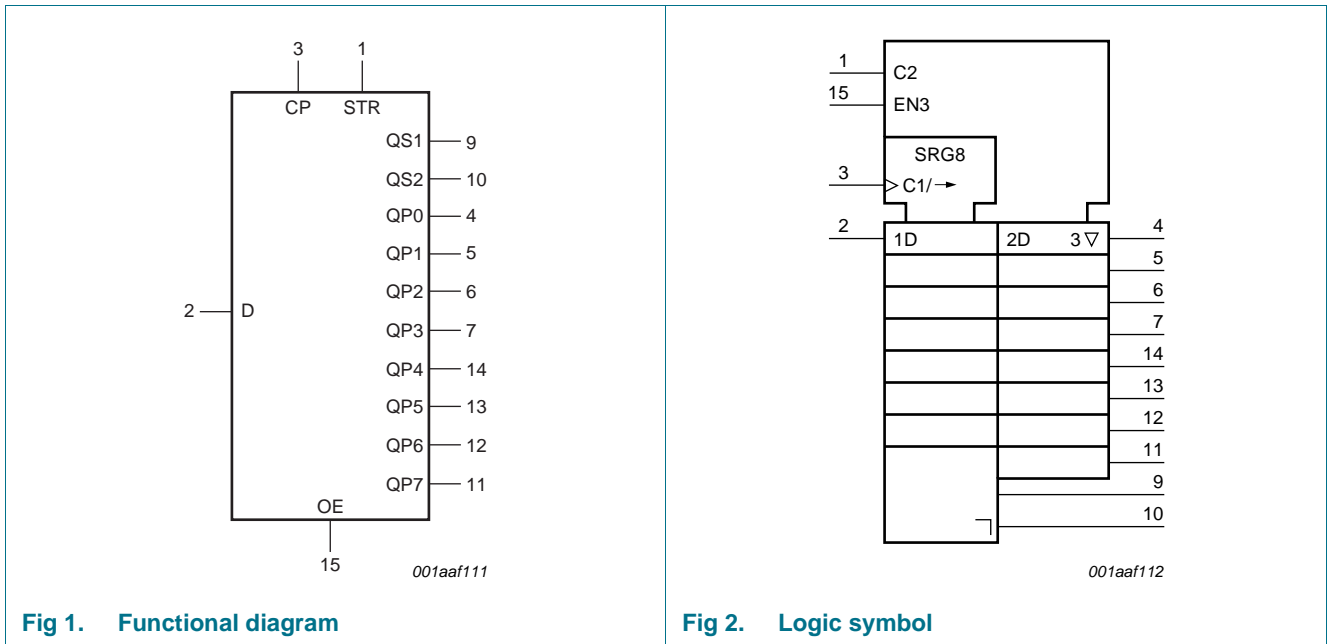 3 1
CP STR
QS1 9
QS2 10
QP0 4
QP1 5
QP2 6
2 D QP3 7
QP4 14
QP5 13
QP6 12
QP7 11
OE
15
001aaf111
Fig 1. Functional diagram
1 C2
15 EN3
SRG8
3 C1/→
2 1D 2D 3▽ 4
5
6
7
14
13
12
11
9
10
001aaf112
Fig 2. Logic symbol